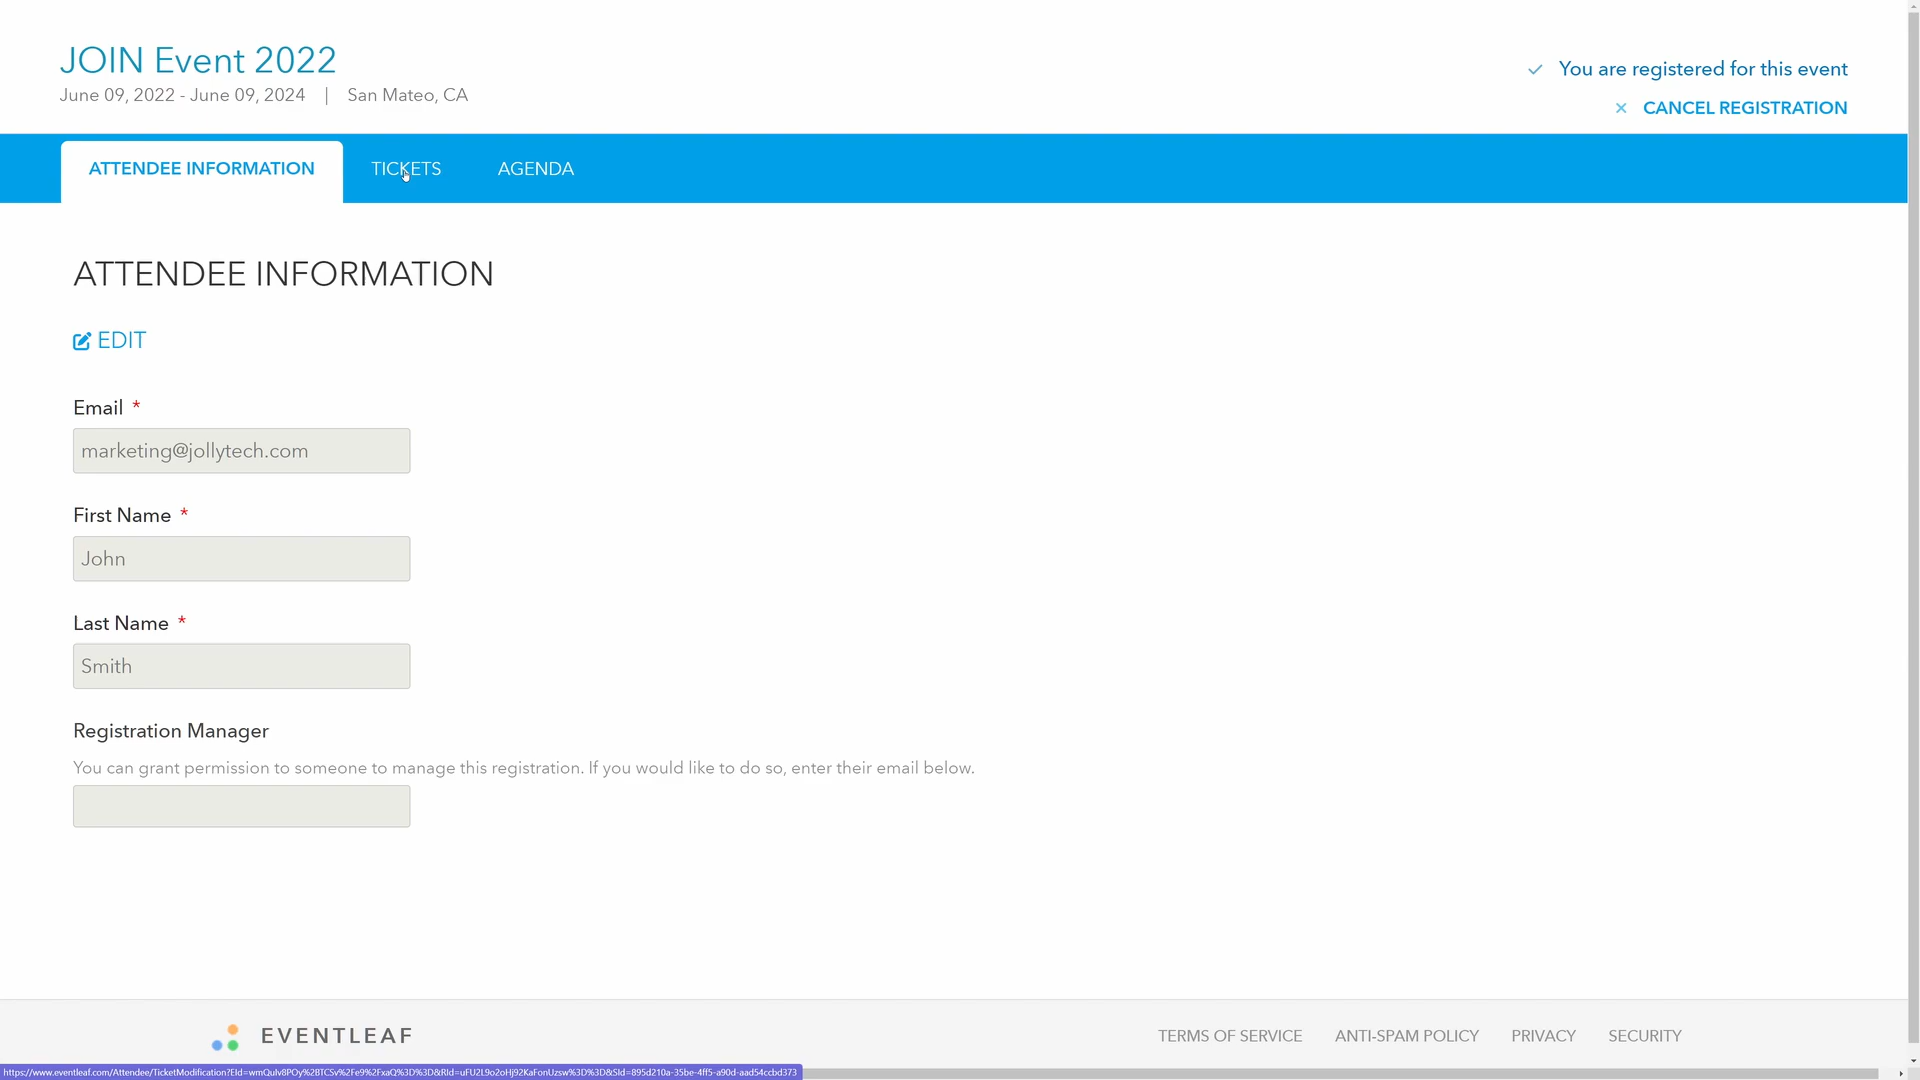 JOIN Event 2022
June 09, 2022 - June 09, 2024 | San Mateo, CA
You are registered for this event
CANCEL REGISTRATION
ATTENDEE INFORMATION TICKETS AGENDA
ATTENDEE INFORMATION
EDIT
Email *
marketing@jollytech.com
First Name *
John
Last Name *
Smith
Registration Manager
You can grant permission to someone to manage this registration. If you would like to do so, enter their email below.
EVENTLEAF
TERMS OF SERVICE ANTI-SPAM POLICY PRIVACY SECURITY